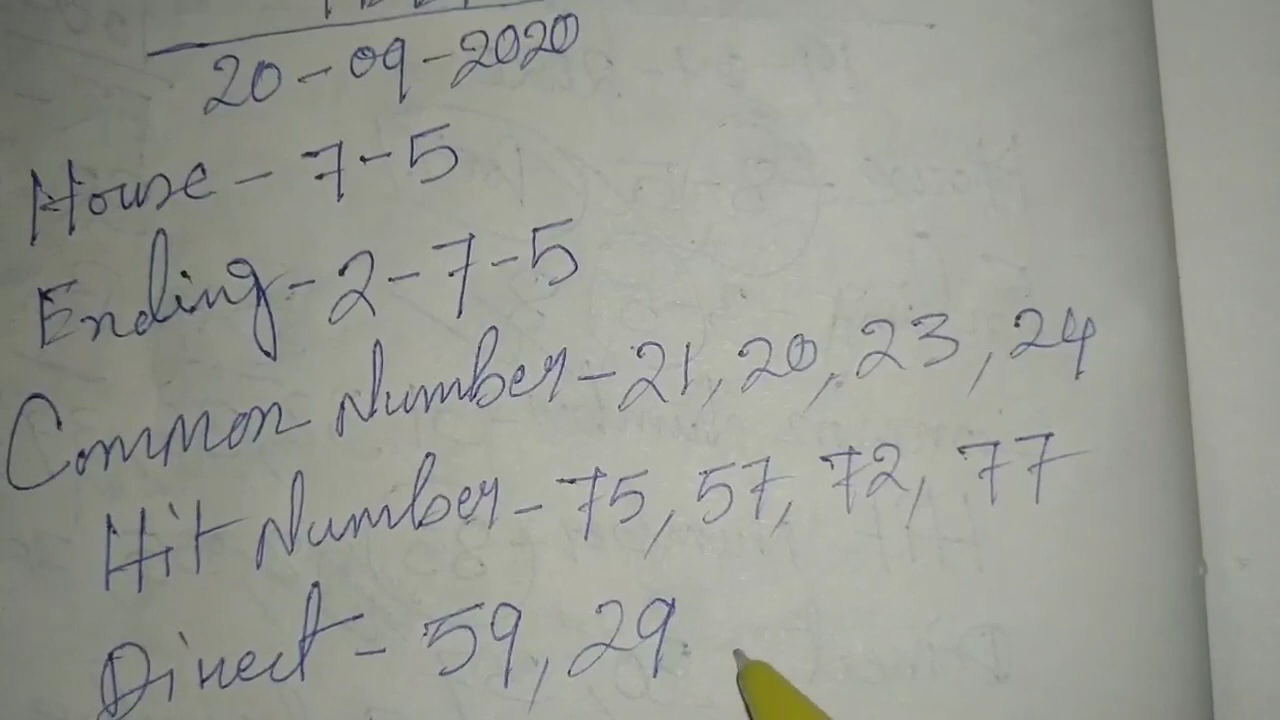 20-09-2020
House - 7-5
Ending - 2-7-5
Common Number - 21, 20, 23, 24
Hit Number - 75, 57, 72, 77
Direct - 59, 29